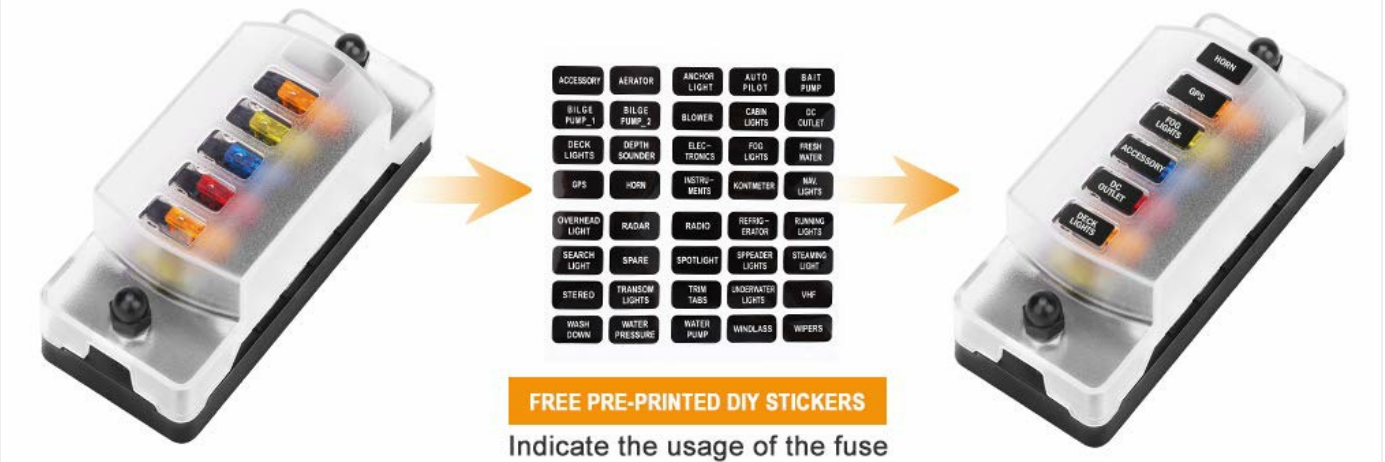 ACCESSORY
AERATOR
ANCHOR
LIGHT
AUTO
PILOT
BAIT
PUMP
BILGE
PUMP_1
BILGE
PUMP_2
BLOWER
CABIN
LIGHTS
DC
OUTLET
DECK
LIGHTS
DEPTH
SOUNDER
ELEC-
TRONICS
FOG
LIGHTS
FRESH
WATER
GPS
HORN
INSTRU-
MENTS
KONTMETER
NAV.
LIGHTS
OVERHEAD
LIGHT
RADAR
RADIO
REFRIG-
ERATOR
RUNNING
LIGHTS
SEARCH
LIGHT
SPARE
SPOTLIGHT
SPPEADER
LIGHTS
STEAMING
LIGHT
STEREO
TRANSOM
LIGHTS
TRIM
TABS
UNDERWATER
LIGHTS
VHF
WASH
DOWN
WATER
PRESSURE
WATER
PUMP
WINDLASS
WIPERS
FREE PRE-PRINTED DIY STICKERS
Indicate the usage of the fuse
HORN
GPS
FOG
LIGHTS
ACCESSORY
DC
OUTLET
DECK
LIGHTS